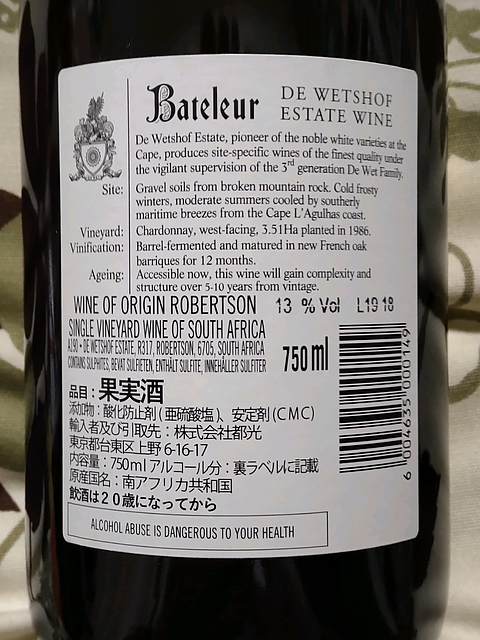 Bateleur
DE WETSHOF
ESTATE WINE
De Wetshof Estate, pioneer of the noble white varieties at the
Cape, produces site-specific wines of the finest quality under
the vigilant supervision of the 3rd generation De Wet Family.
Site: Gravel soils from broken mountain rock. Cold frosty
winters, moderate summers cooled by southerly
maritime breezes from the Cape L'Agulhas coast.
Vineyard: Chardonnay, west-facing, 3.51Ha planted in 1986.
Vinification: Barrel-fermented and matured in new French oak
barriques for 12 months.
Ageing: Accessible now, this wine will gain complexity and
structure over 5-10 years from vintage.
WINE OF ORIGIN ROBERTSON 13 % Vol L19 18
SINGLE VINEYARD WINE OF SOUTH AFRICA
A190 • DE WETSHOF ESTATE, R317, ROBERTSON, 6705, SOUTH AFRICA
CONTAINS SULPHITES, BEVAT SULFIETEN, ENTHÄLT SULFITE, INNEHÅLLER SULFITER
750 ml
品目：果実酒
添加物：酸化防止剤(亜硫酸塩)、安定剤(CMC)
輸入者及び引取先：株式会社都光
東京都台東区上野6-16-17
内容量：750mlアルコール分：裏ラベルに記載
原産国名：南アフリカ共和国
飲酒は20歳になってから
ALCOHOL ABUSE IS DANGEROUS TO YOUR HEALTH
6 004635 000149